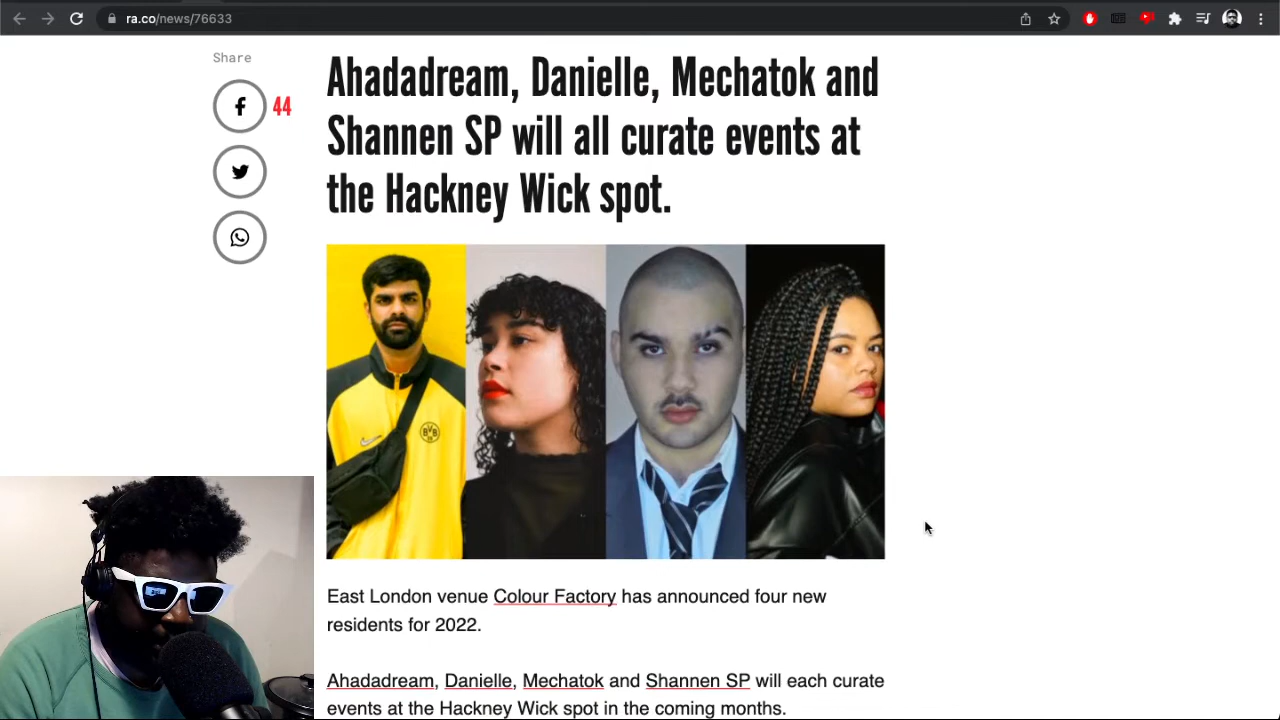 ra.co/news/76633
Share
44
Ahadadream, Danielle, Mechatok and
Shannen SP will all curate events at
the Hackney Wick spot.
BVB
East London venue Colour Factory has announced four new
residents for 2022.
Ahadadream, Danielle, Mechatok and Shannen SP will each curate
events at the Hackney Wick spot in the coming months.